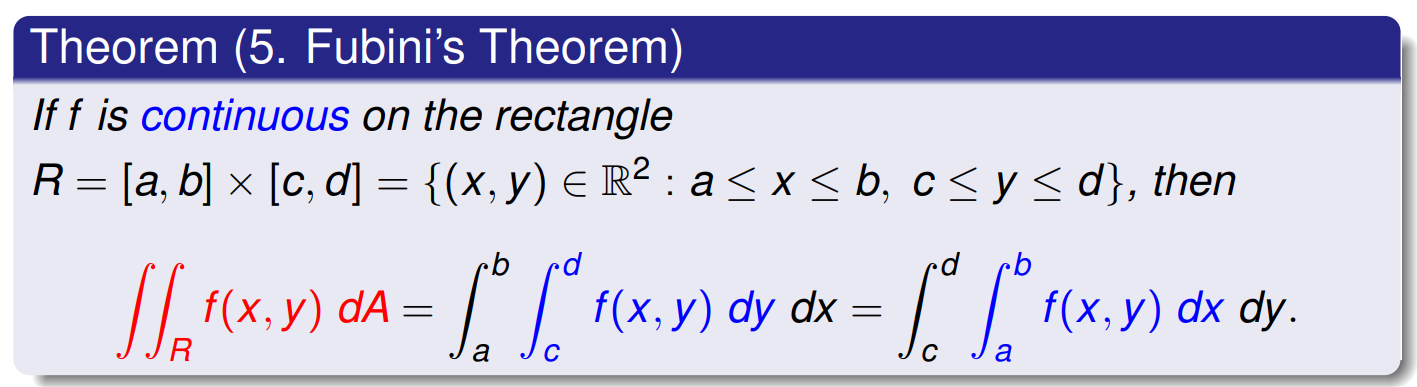 Theorem (5. Fubini's Theorem)
If f is continuous on the rectangle
R = [a, b] × [c, d] = {(x, y) ∈ ℝ² : a ≤ x ≤ b, c ≤ y ≤ d}, then
∬_R f(x, y) dA = ∫_a^b ∫_c^d f(x, y) dy dx = ∫_c^d ∫_a^b f(x, y) dx dy.